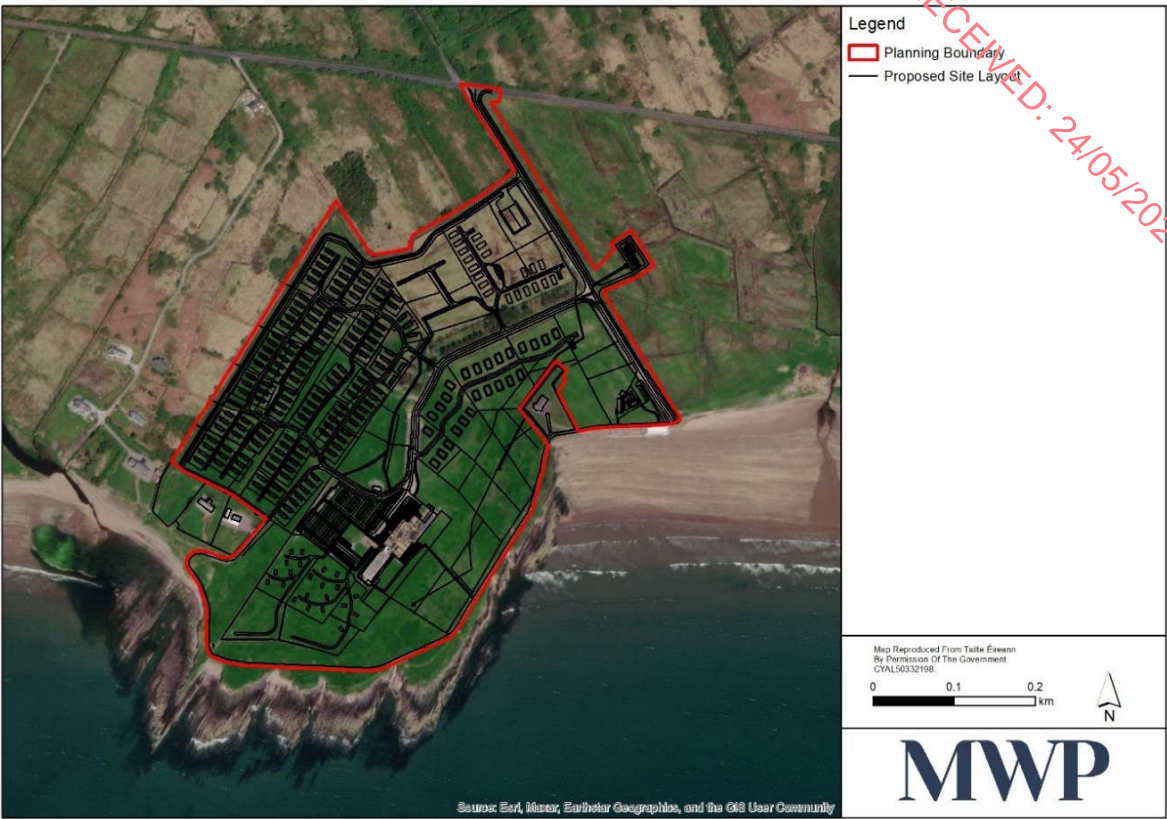 Legend
Planning Boundary
Proposed Site Layout
RECEIVED: 24/05/202
Map Reproduced From Tailte Éireann
By Permission Of The Government
CYAL50332198.
0 0.1 0.2
km
N
MWP
Source: Esri, Maxar, Earthstar Geographics, and the GIS User Community